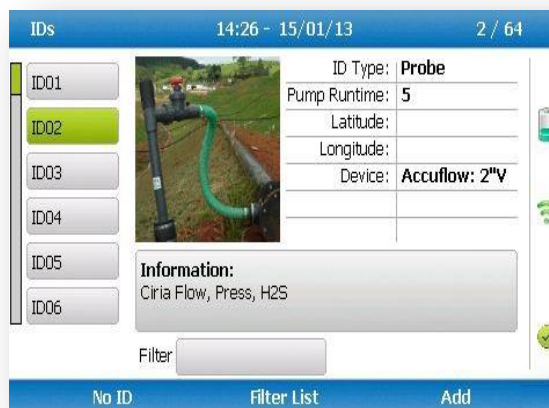 IDs 14:26 - 15/01/13 2 / 64
ID01
ID02
ID03
ID04
ID05
ID06
ID Type: Probe
Pump Runtime: 5
Latitude:
Longitude:
Device: Accuflow: 2"V
Information:
Ciria Flow, Press, H2S
Filter
No ID Filter List Add